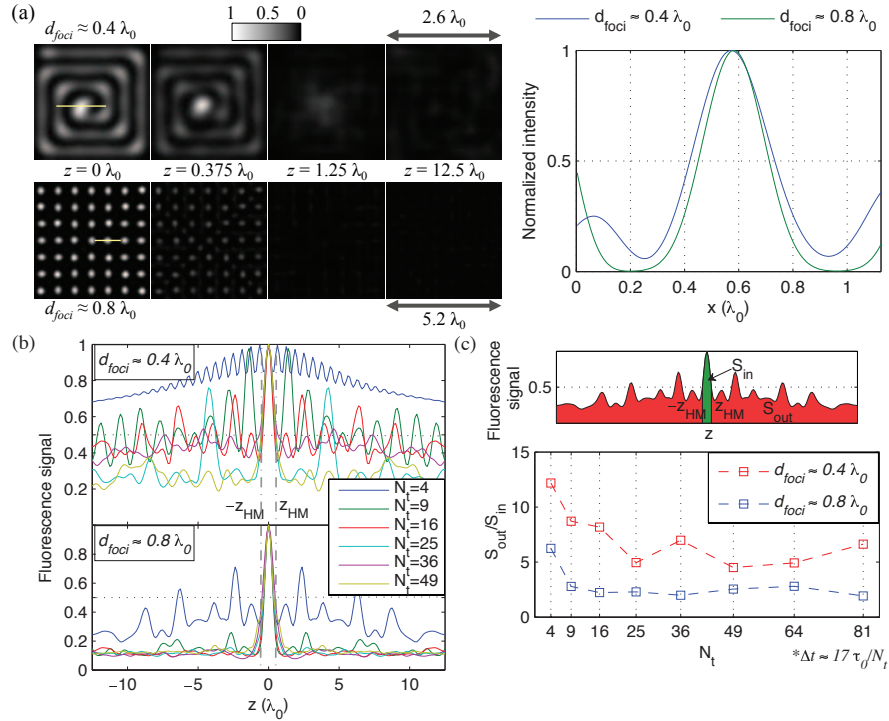 (a)
d_foci ≈ 0.4 λ₀
1 0.5 0
2.6 λ₀
z = 0 λ₀ z = 0.375 λ₀ z = 1.25 λ₀ z = 12.5 λ₀
d_foci ≈ 0.8 λ₀
5.2 λ₀
d_foci ≈ 0.4 λ₀ d_foci ≈ 0.8 λ₀
Normalized intensity
1
0.5
0
0 0.2 0.4 0.6 0.8 1
x (λ₀)
(b)
Fluorescence signal
d_foci ≈ 0.4 λ₀
1
0.8
0.6
0.4
0.2
-z_HM z_HM
N_t=4
N_t=9
N_t=16
N_t=25
N_t=36
N_t=49
d_foci ≈ 0.8 λ₀
0.8
0.6
0.4
0.2
0
−10 −5 0 5 10
z (λ₀)
(c)
Fluorescence
signal
0.5
S_in
-z_HM z_HM S_out
z
S_out/S_in
15
10
5
0
d_foci ≈ 0.4 λ₀
d_foci ≈ 0.8 λ₀
4 9 16 25 36 49 64 81
N_t
*Δt ≈ 17 τ₀/N_t